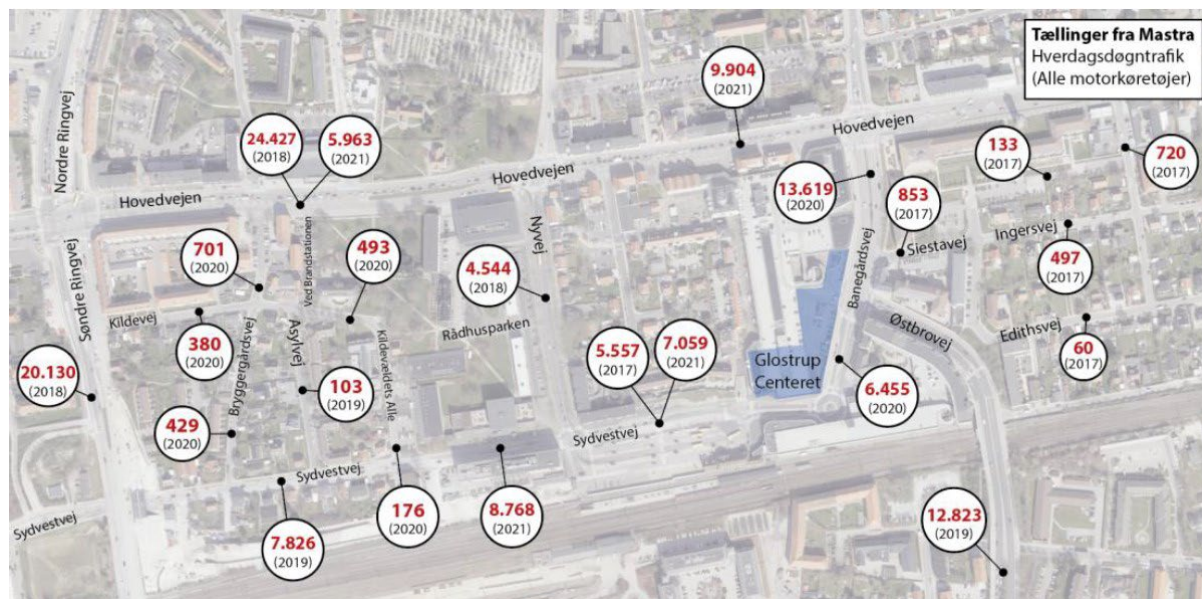 Tællinger fra Mastra
Hverdagsdøgntrafik
(Alle motorkøretøjer)
9.904
(2021)
Hovedvejen
Nordre Ringvej
24.427
(2018)
5.963
(2021)
Hovedvejen
133
(2017)
720
(2017)
13.619
(2020)
853
(2017)
Hovedvejen
Nyvej
Ingersvej
Siestavej
701
(2020)
Ved Brandstationen
493
(2020)
4.544
(2018)
497
(2017)
Banegårdsvej
Søndre Ringvej
Kildevej
Rådhusparken
Østbrovej
Edithsvej
380
(2020)
Bryggergårdsvej
Asylvej
Kildevældets Alle
5.557
(2017)
7.059
(2021)
Glostrup
Centeret
60
(2017)
20.130
(2018)
103
(2019)
6.455
(2020)
429
(2020)
Sydvestvej
Sydvestvej
Sydvestvej
7.826
(2019)
176
(2020)
8.768
(2021)
12.823
(2019)